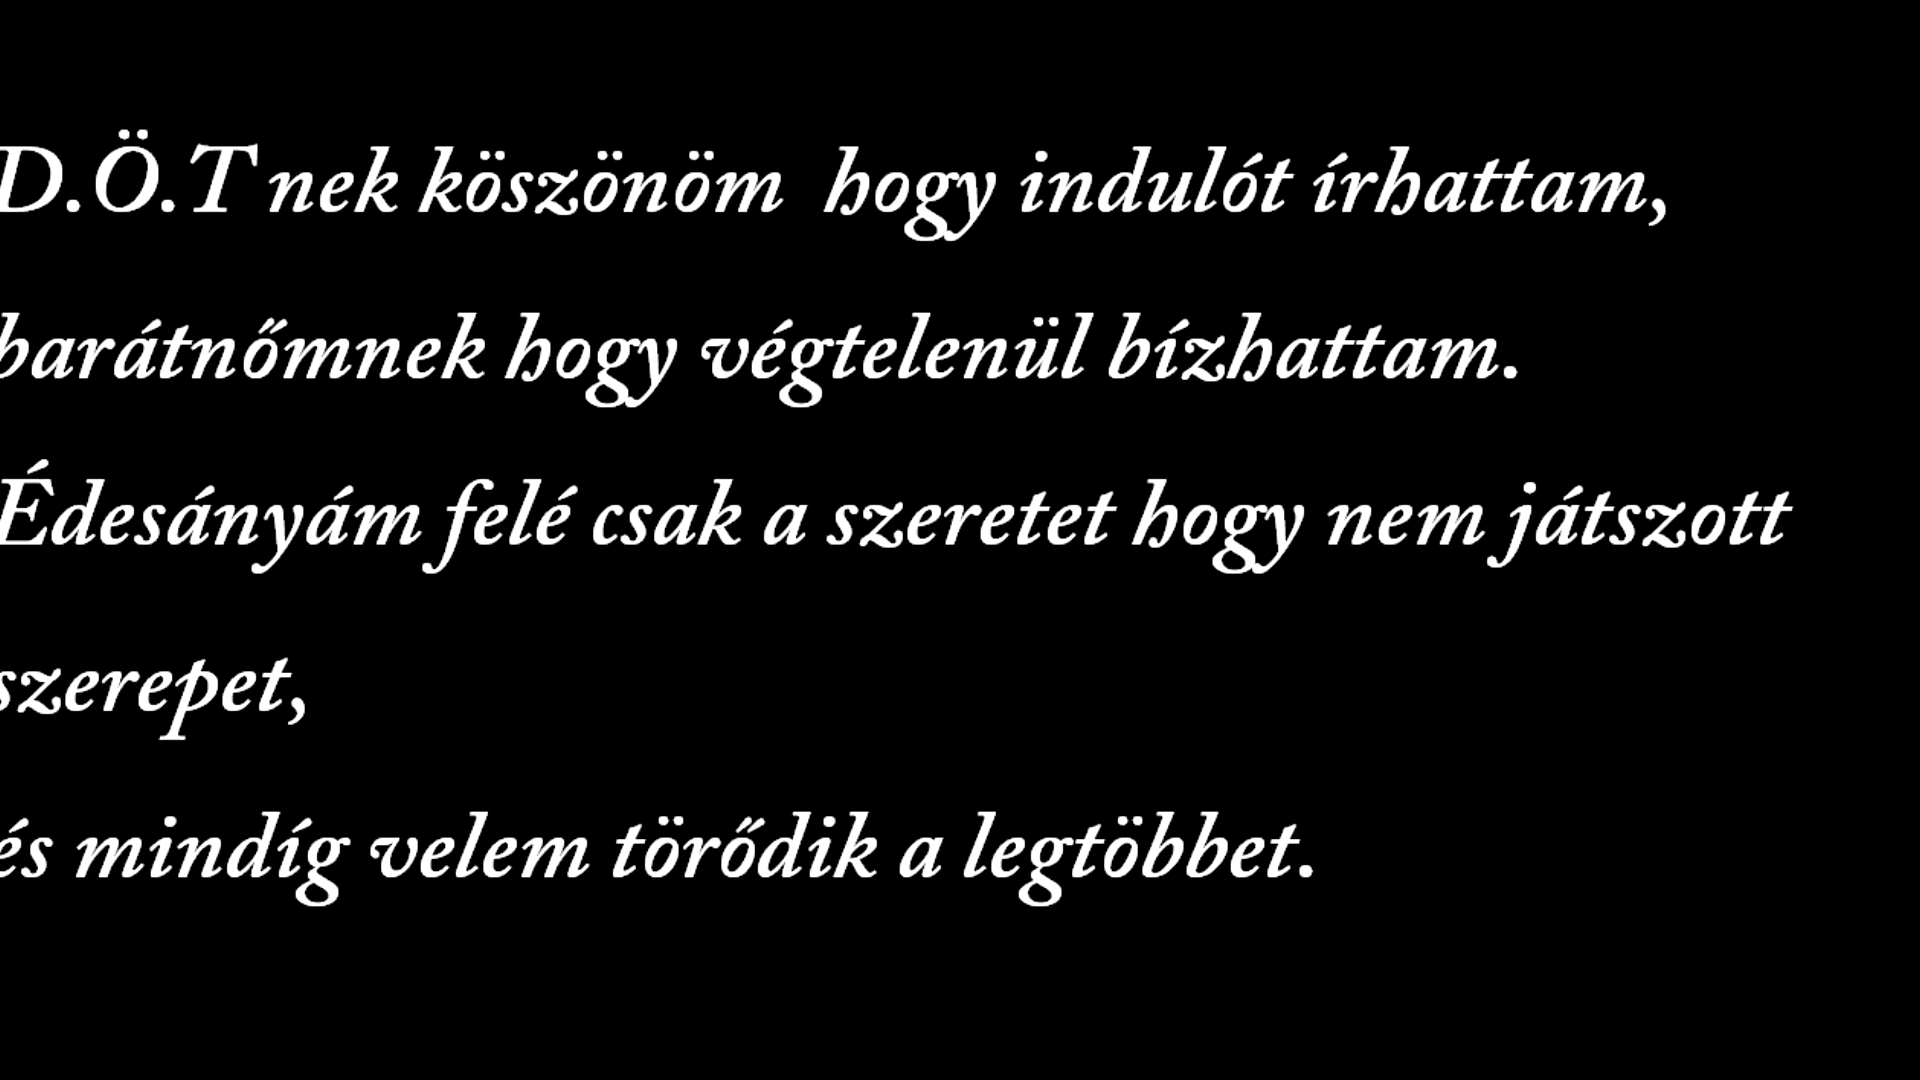 D.Ö.T nek köszönöm  hogy indulót írhattam,
barátnőmnek hogy végtelenül bízhattam.
Édesányám felé csak a szeretet hogy nem játszott
szerepet,
és mindíg velem törődik a legtöbbet.